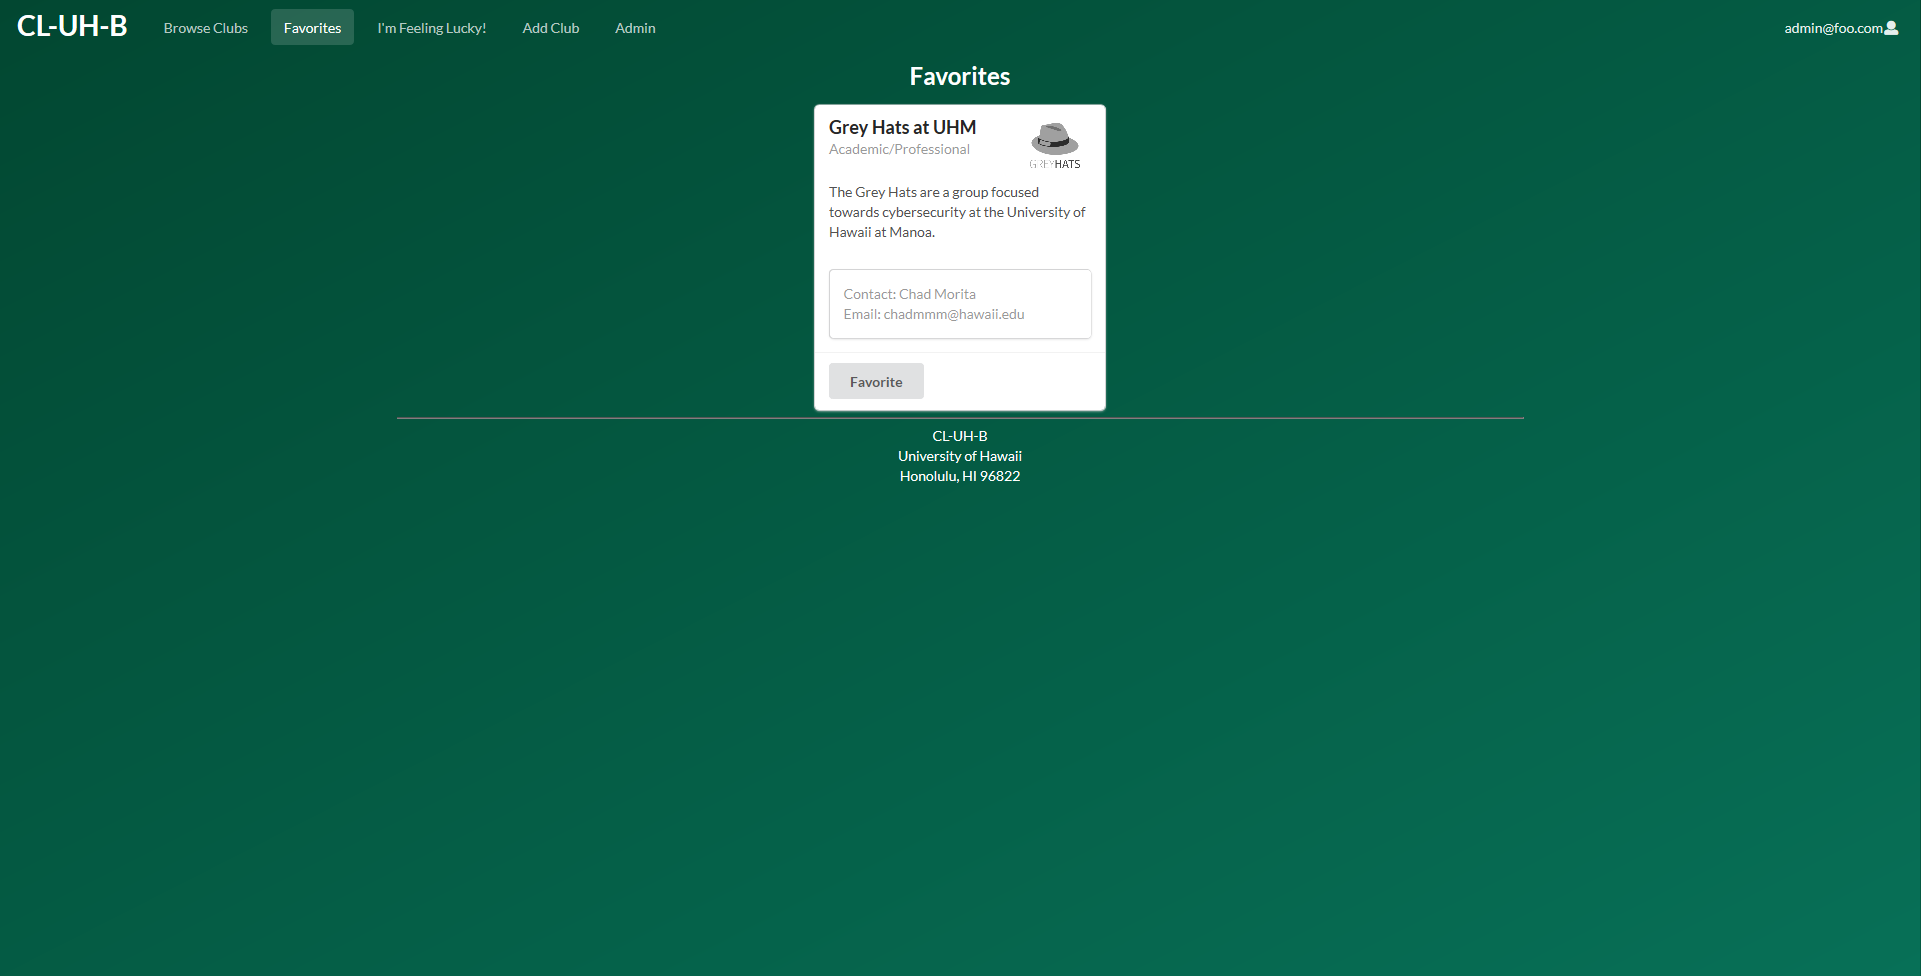 CL-UH-B
Browse Clubs
Favorites
I'm Feeling Lucky!
Add Club
Admin
admin@foo.com
Favorites
Grey Hats at UHM
Academic/Professional
GREYHATS
The Grey Hats are a group focused
towards cybersecurity at the University of
Hawaii at Manoa.
Contact: Chad Morita
Email: chadmmm@hawaii.edu
Favorite
CL-UH-B
University of Hawaii
Honolulu, HI 96822